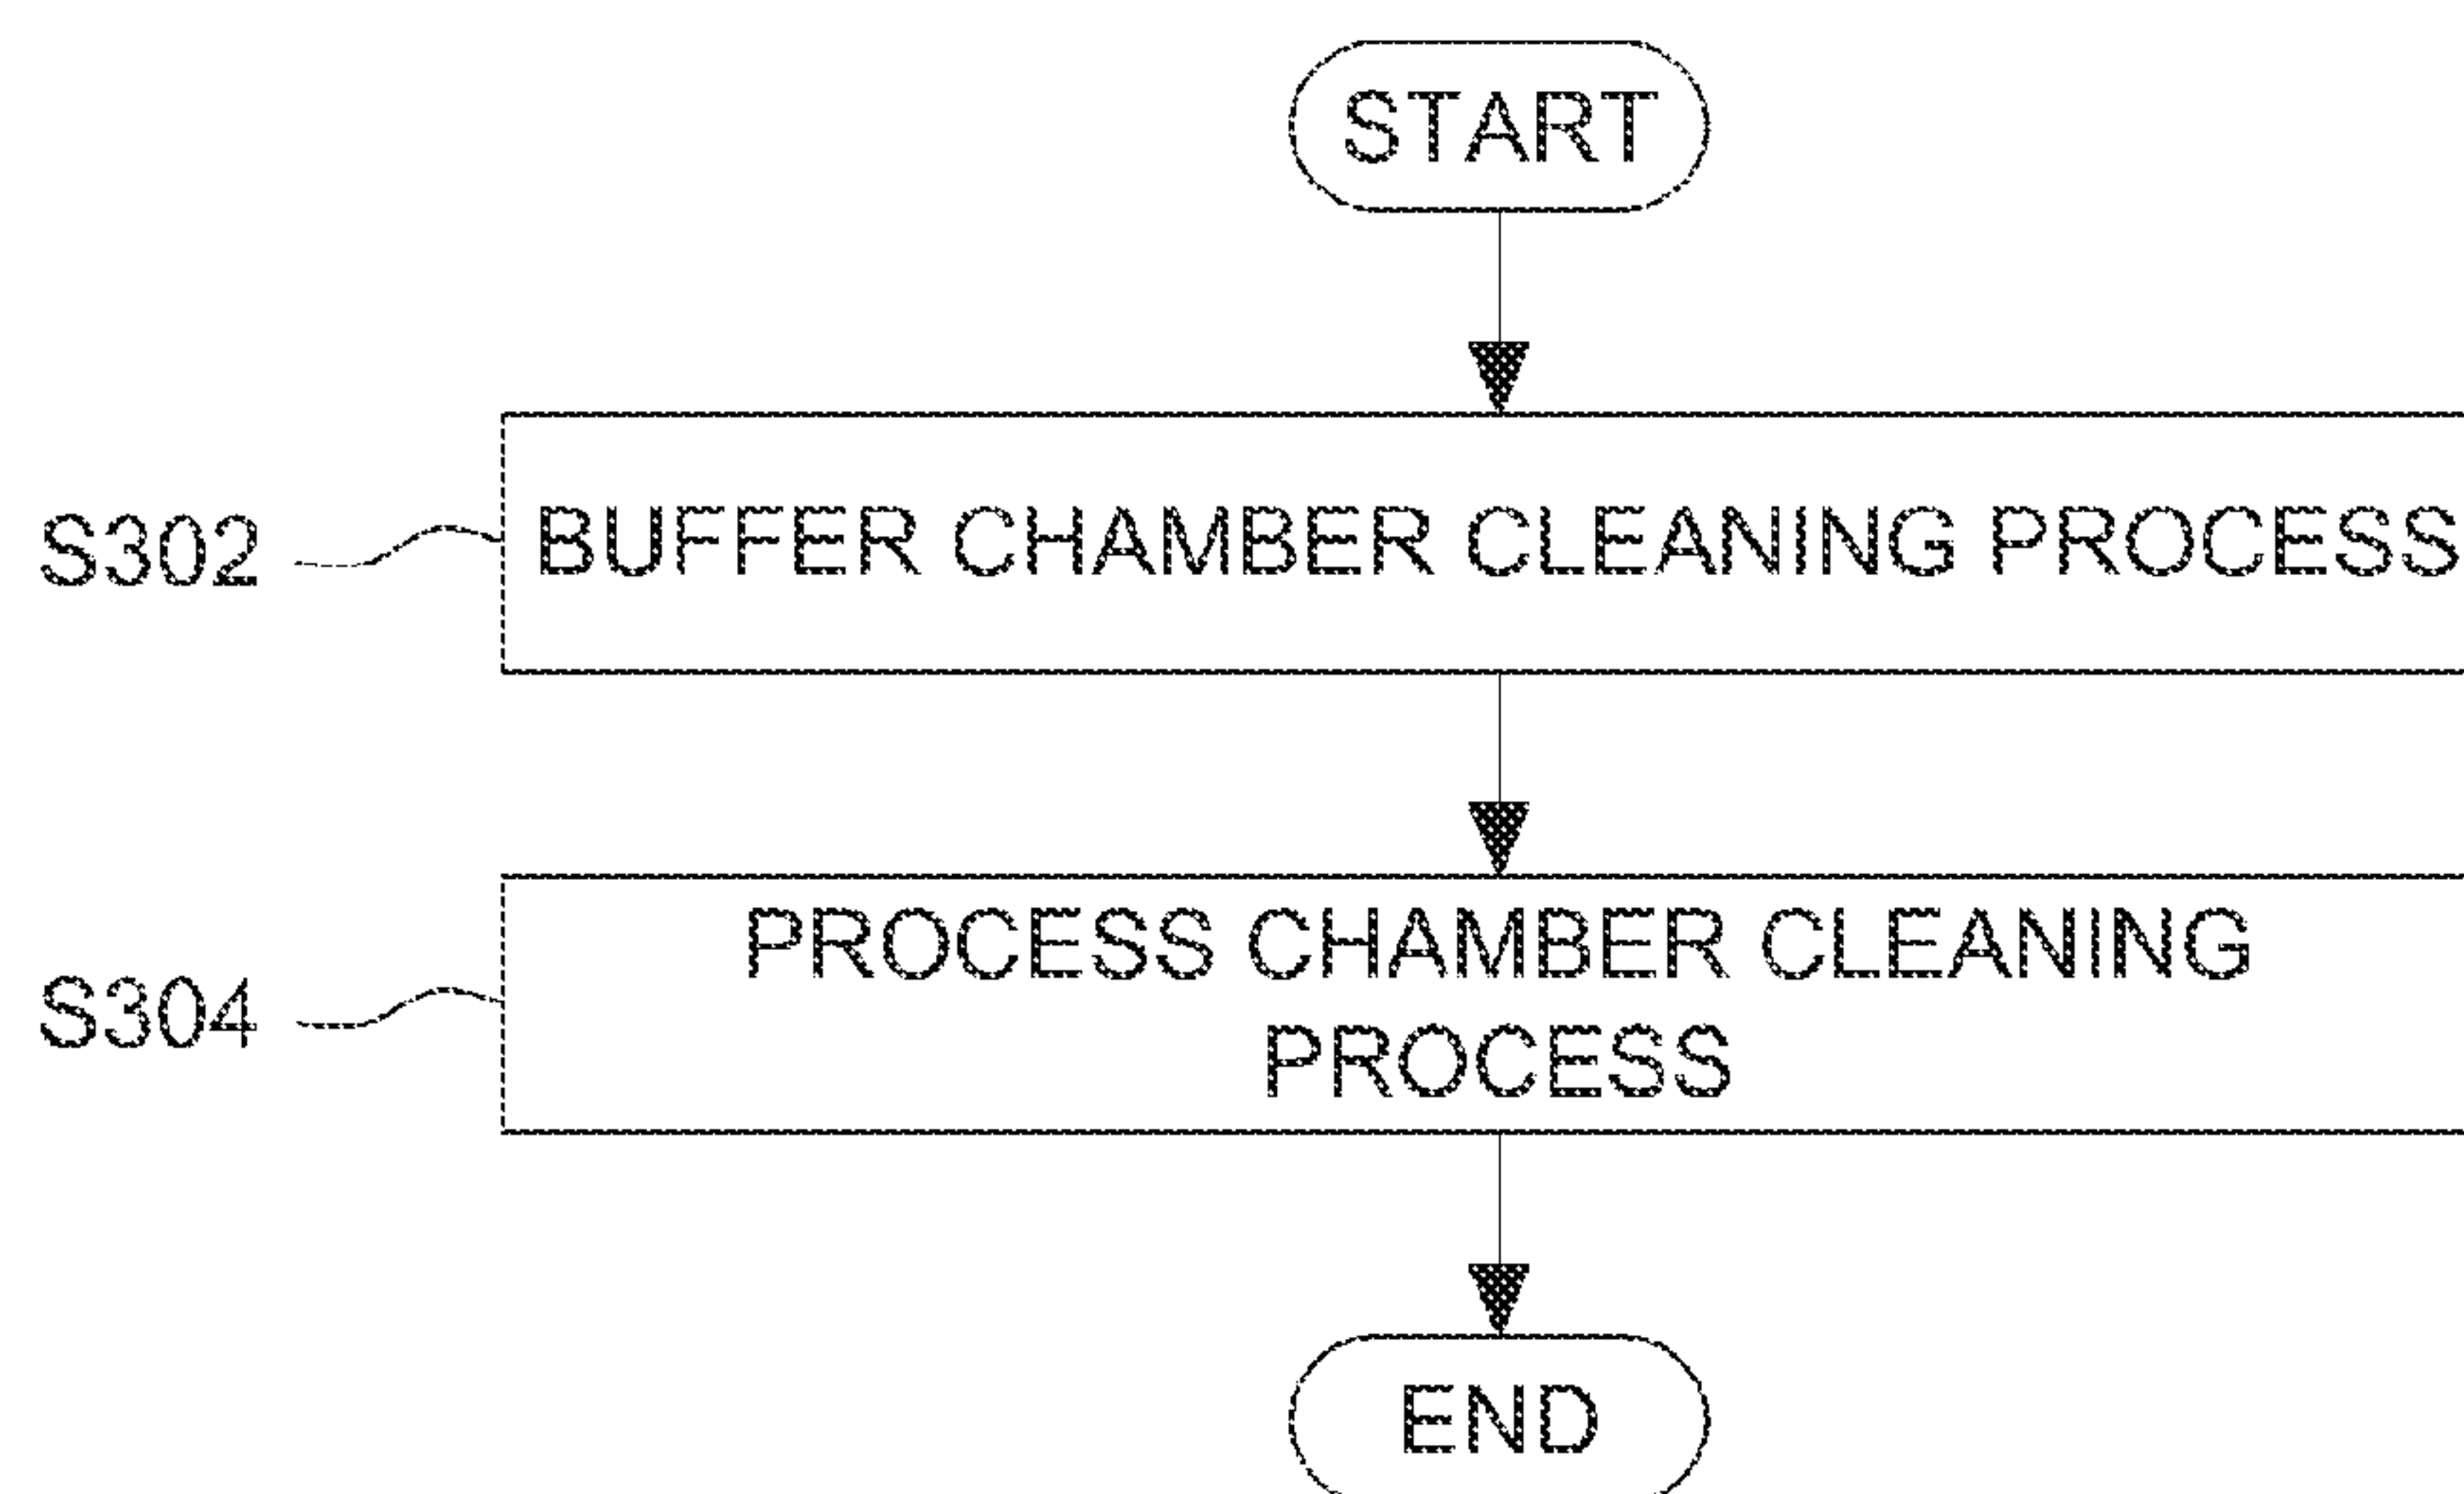 START
S302
BUFFER CHAMBER CLEANING PROCESS
S304
PROCESS CHAMBER CLEANING
PROCESS
END